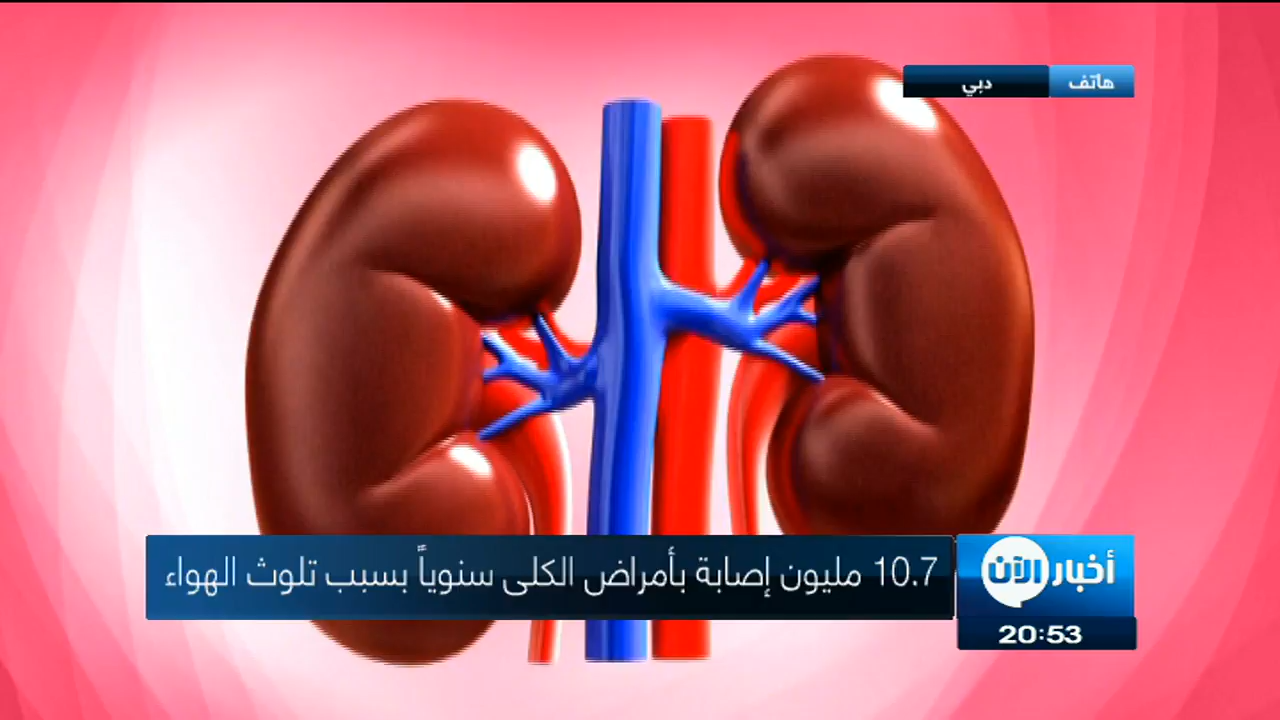 هاتف دبي
10.7 مليون إصابة بأمراض الكلى سنوياً بسبب تلوث الهواء
أخبار الآن
20:53